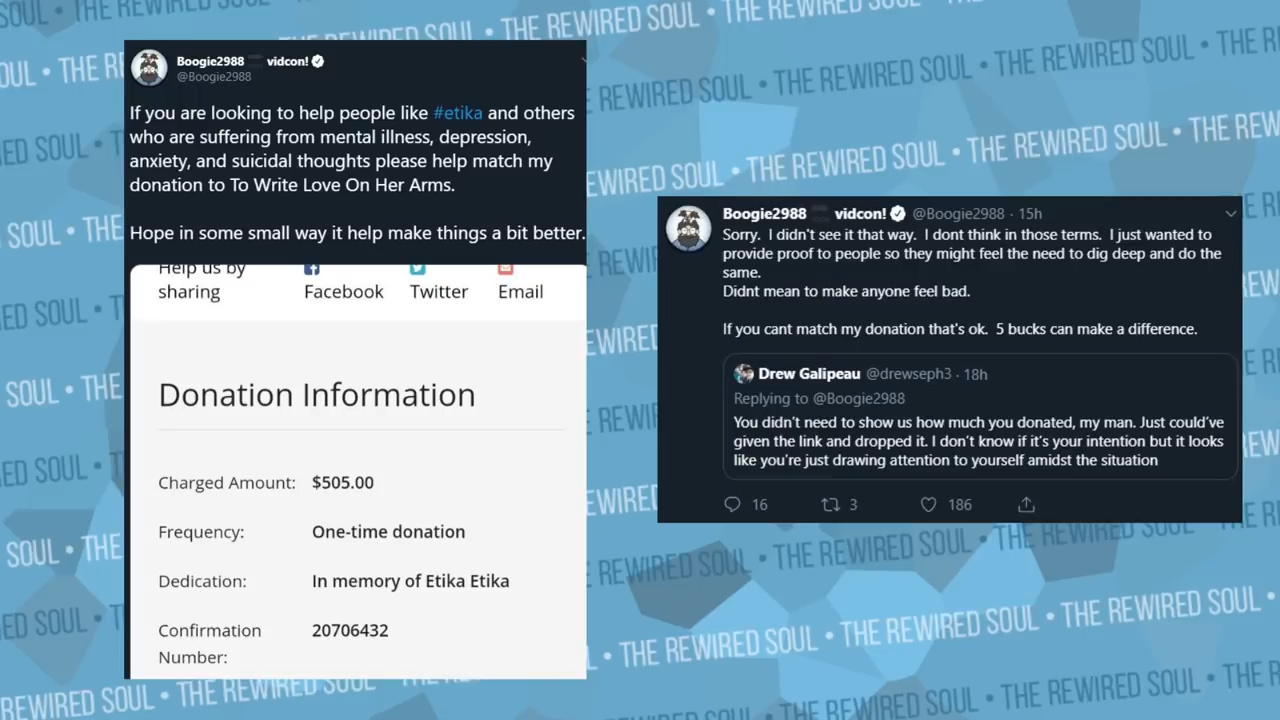 Boogie2988 vidcon!
@Boogie2988
If you are looking to help people like #etika and others
who are suffering from mental illness, depression,
anxiety, and suicidal thoughts please help match my
donation to To Write Love On Her Arms.
Hope in some small way it help make things a bit better.
Help us by
sharing
Facebook Twitter Email
Donation Information
Charged Amount: $505.00
Frequency: One-time donation
Dedication: In memory of Etika Etika
Confirmation
Number:
20706432
Boogie2988 vidcon! @Boogie2988 · 15h
Sorry. I didn't see it that way. I dont think in those terms. I just wanted to
provide proof to people so they might feel the need to dig deep and do the
same.
Didnt mean to make anyone feel bad.
If you cant match my donation that's ok. 5 bucks can make a difference.
Drew Galipeau @drewseph3 · 18h
Replying to @Boogie2988
You didn't need to show us how much you donated, my man. Just could've
given the link and dropped it. I don't know if it's your intention but it looks
like you're just drawing attention to yourself amidst the situation
16 3 186
THE REWIRED SOUL • THE REWIRED SOUL • THE REWIRED SOUL